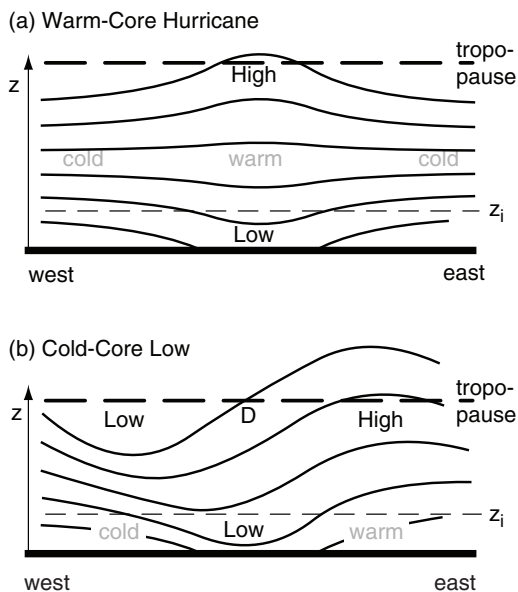 (a) Warm-Core Hurricane
tropo-
pause
High
z
cold warm cold
z_i
Low
west east
(b) Cold-Core Low
tropo-
pause
z
Low D High
z_i
Low
cold warm
west east